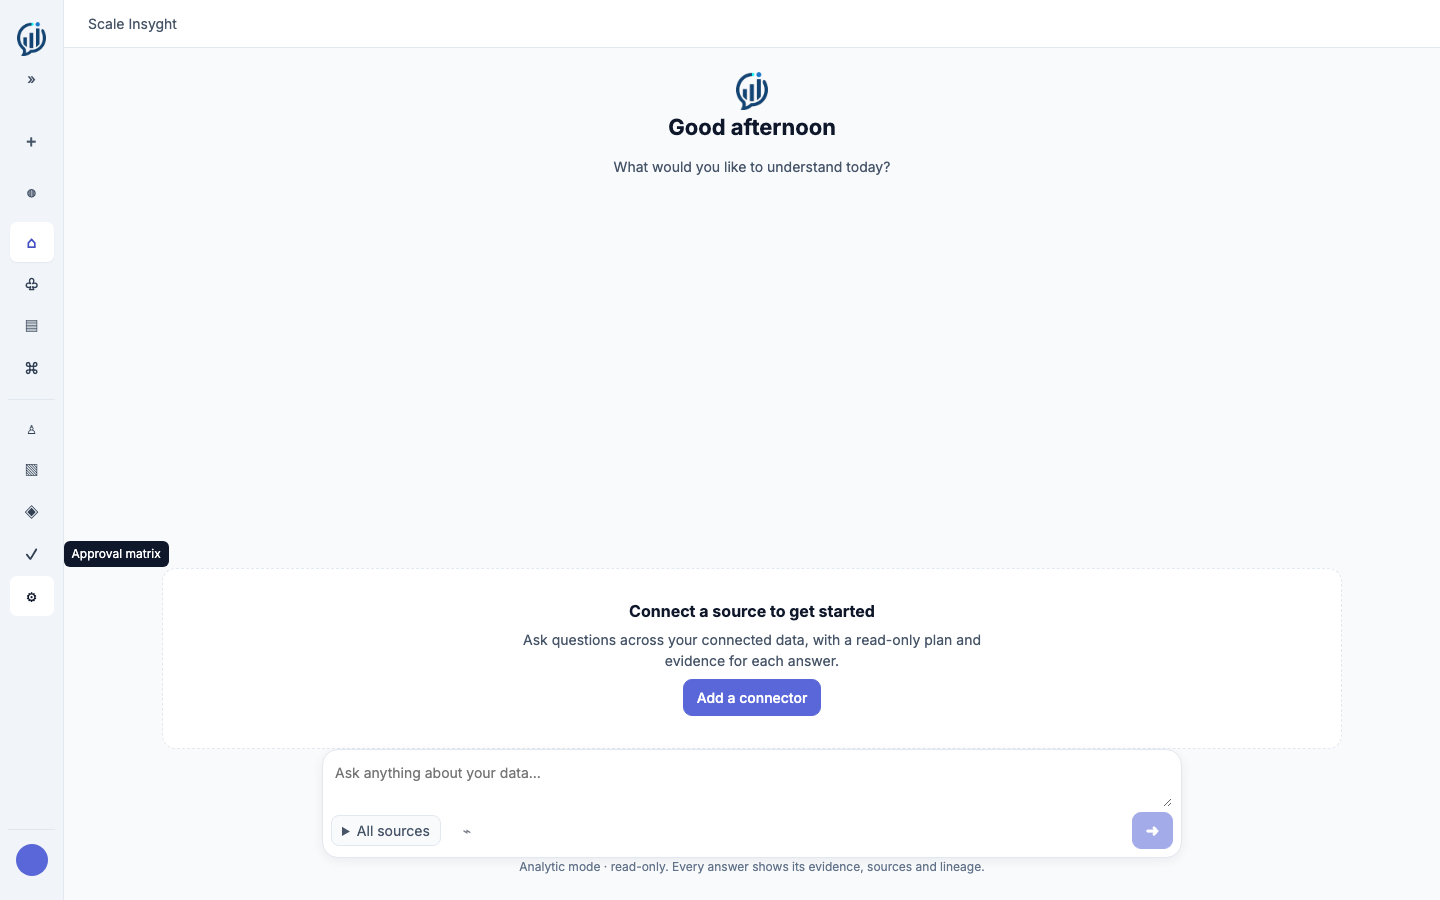 Scale Insyght
Good afternoon
What would you like to understand today?
Approval matrix
Connect a source to get started
Ask questions across your connected data, with a read-only plan and
evidence for each answer.
Add a connector
Ask anything about your data...
All sources
Analytic mode · read-only. Every answer shows its evidence, sources and lineage.